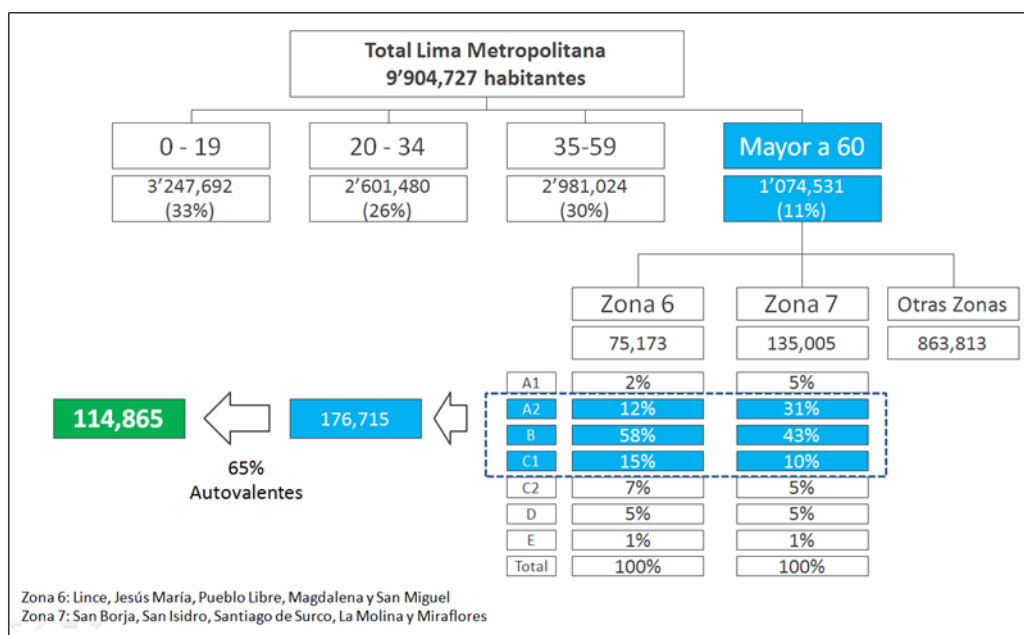 Total Lima Metropolitana
9’904,727 habitantes
0 - 19
20 - 34
35-59
Mayor a 60
3’247,692
(33%)
2’601,480
(26%)
2’981,024
(30%)
1’074,531
(11%)
Zona 6
Zona 7
Otras Zonas
75,173
135,005
863,813
A1 2% 5%
A2 12% 31%
B 58% 43%
C1 15% 10%
C2 7% 5%
D 5% 5%
E 1% 1%
Total 100% 100%
114,865
176,715
65%
Autovalentes
Zona 6: Lince, Jesús María, Pueblo Libre, Magdalena y San Miguel
Zona 7: San Borja, San Isidro, Santiago de Surco, La Molina y Miraflores